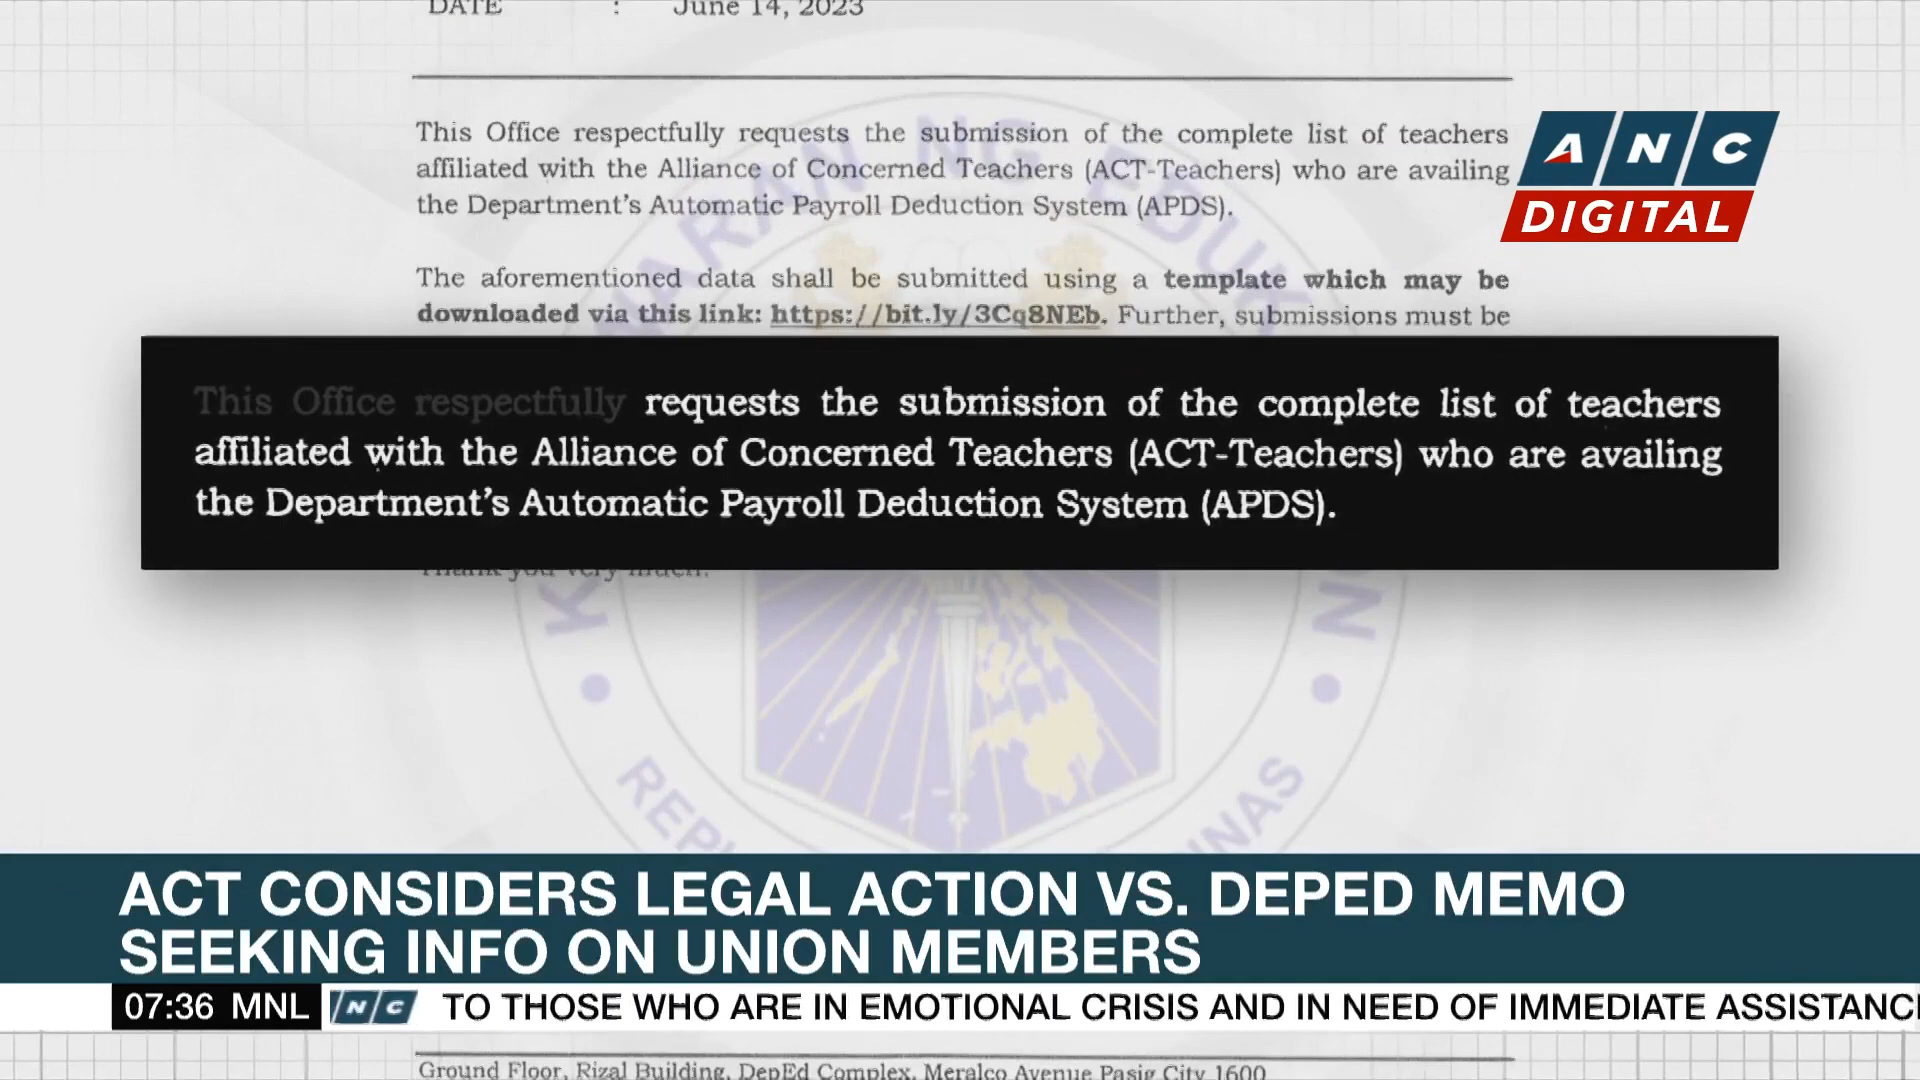 DATE : June 14, 2023
This Office respectfully requests the submission of the complete list of teachers
affiliated with the Alliance of Concerned Teachers (ACT-Teachers) who are availing
the Department's Automatic Payroll Deduction System (APDS).
ANC
DIGITAL
The aforementioned data shall be submitted using a template which may be
downloaded via this link: https://bit.ly/3Cq8NEb. Further, submissions must be
This Office respectfully requests the submission of the complete list of teachers
affiliated with the Alliance of Concerned Teachers (ACT-Teachers) who are availing
the Department's Automatic Payroll Deduction System (APDS).
Thank you very much.
ACT CONSIDERS LEGAL ACTION VS. DEPED MEMO
SEEKING INFO ON UNION MEMBERS
07:36 MNL NC TO THOSE WHO ARE IN EMOTIONAL CRISIS AND IN NEED OF IMMEDIATE ASSISTANC
Ground Floor, Rizal Building, DepEd Complex, Meralco Avenue Pasig City 1600